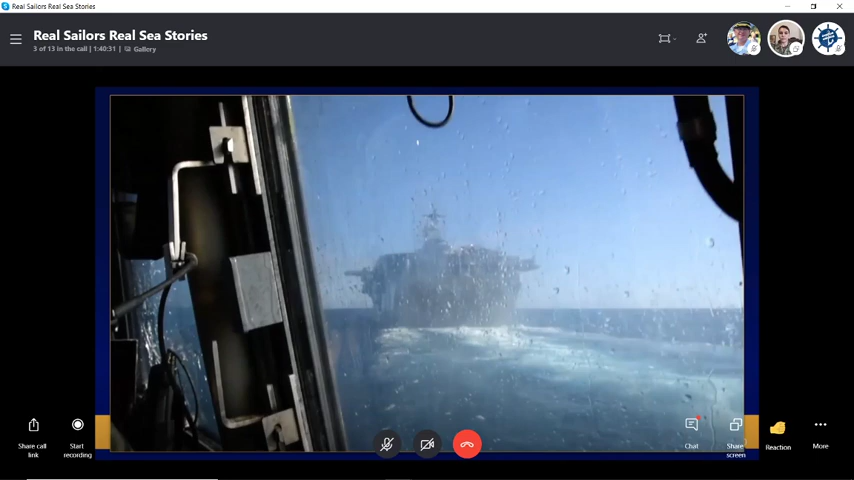 Real Sailors Real Sea Stories
Real Sailors Real Sea Stories
3 of 13 in the call | 1:40:31 | Gallery
Share call
link
Start
recording
Chat
Share
screen
Reaction
More